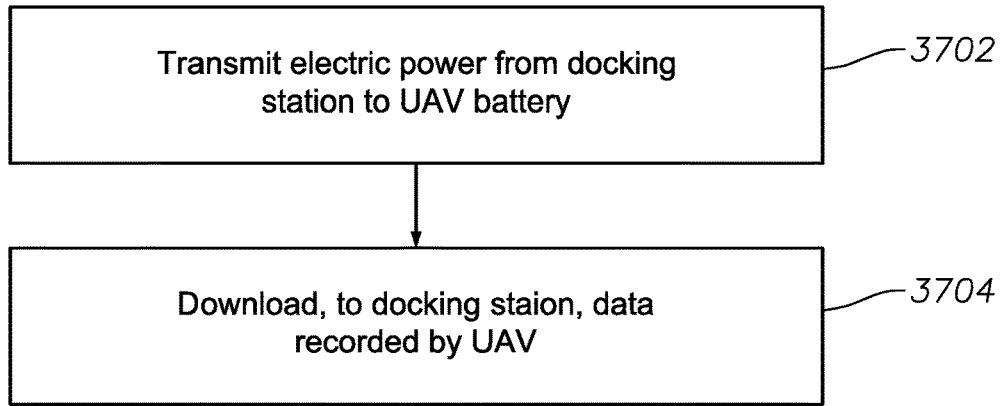 Transmit electric power from docking
3702
station to UAV battery
Download, to docking staion, data
3704
recorded by UAV